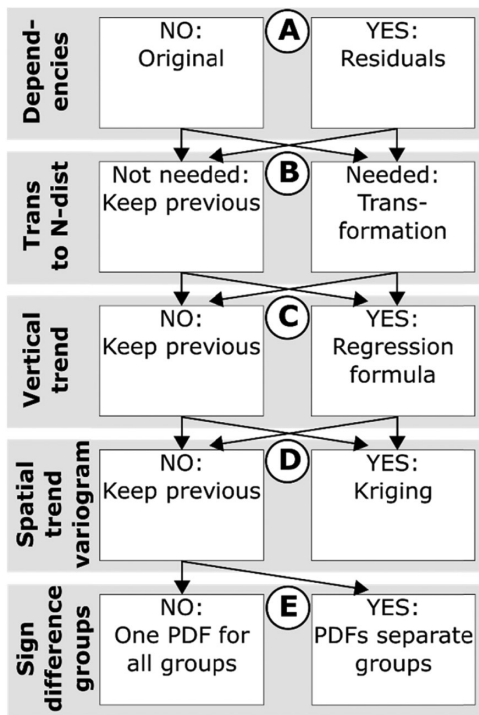 Depend-
encies
NO:
Original
A
YES:
Residuals
Trans
to N-dist
Not needed:
Keep previous
B
Needed:
Trans-
formation
Vertical
trend
NO:
Keep previous
C
YES:
Regression
formula
Spatial
trend
variogram
NO:
Keep previous
D
YES:
Kriging
Sign
difference
groups
NO:
One PDF for
all groups
E
YES:
PDFs separate
groups